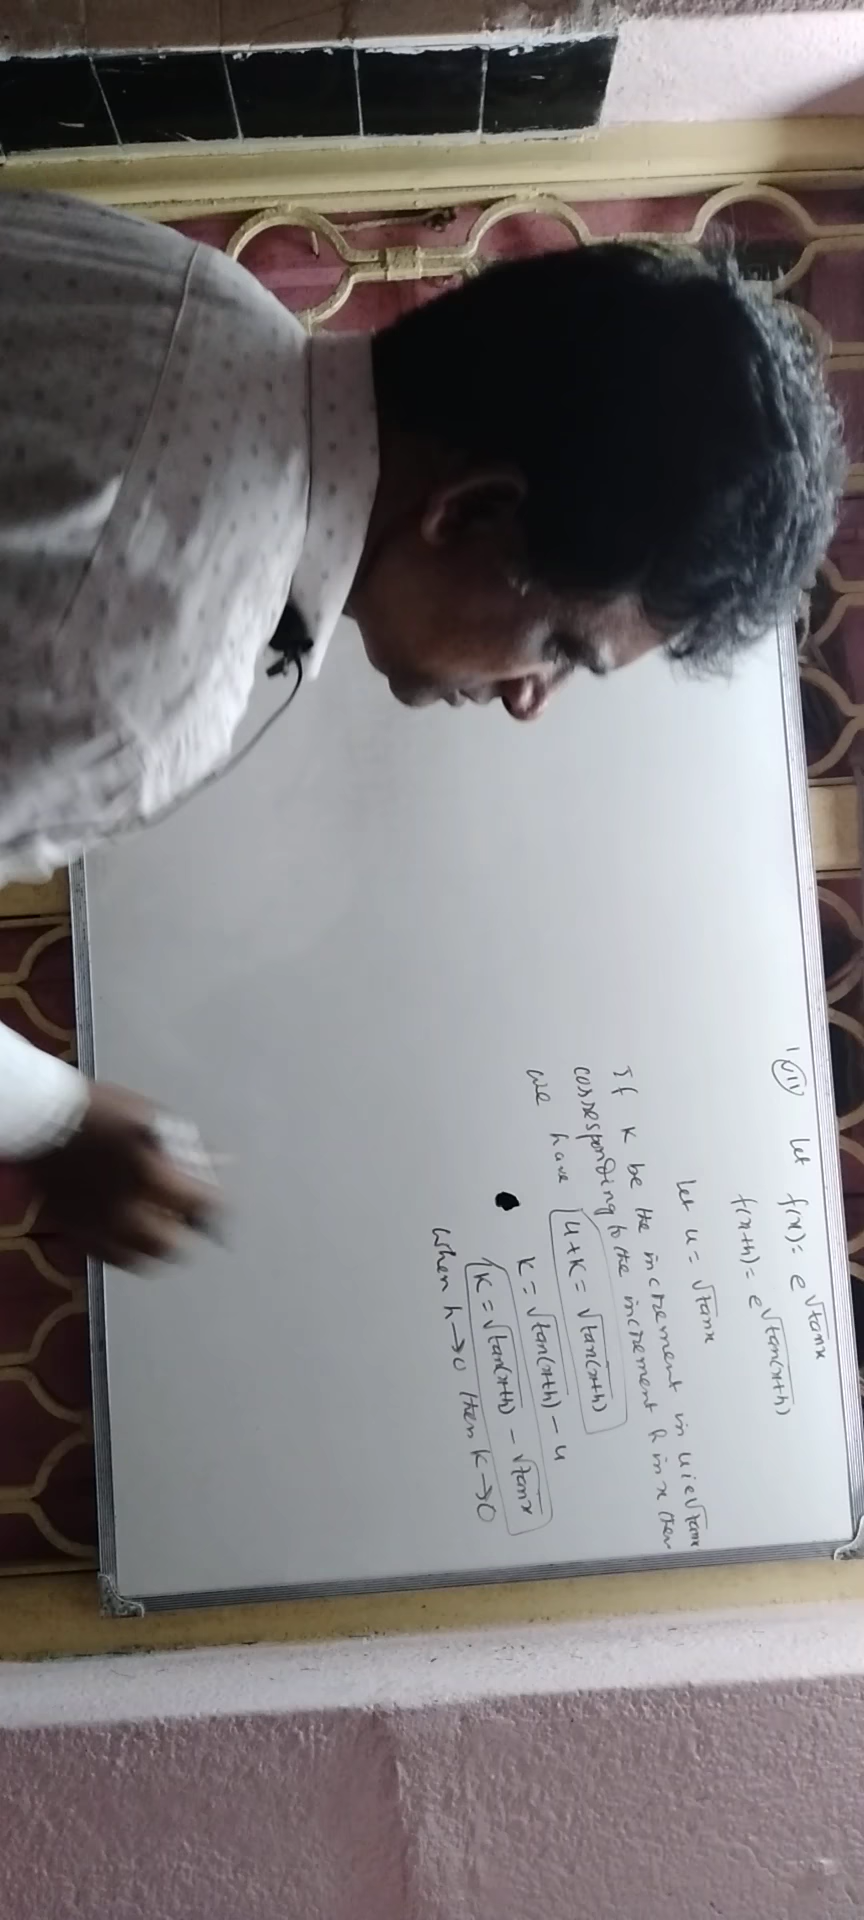 1 (vii) Let f(x) = e^√tanx
f(x+h) = e^√tan(x+h)
Let u = √tanx
If K be the increment in u i.e √tanx
corresponding to the increment h in x then
we have u+K = √tan(x+h)
K = √tan(x+h) - u
K = √tan(x+h) - √tanx
When h→0 then K→0